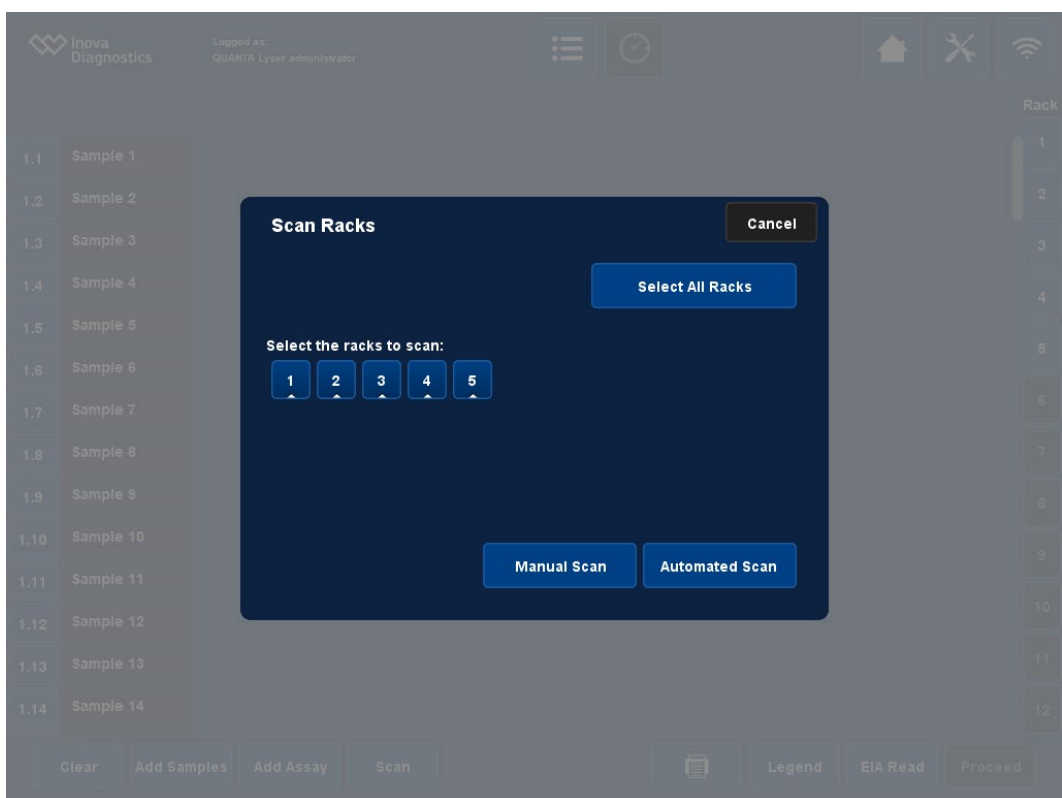 Inova
Diagnostics
Logged as:
QUANTA Lyser administrator
Rack
1.1 Sample 1
1.2 Sample 2
1.3 Sample 3
1.4 Sample 4
1.5 Sample 5
1.6 Sample 6
1.7 Sample 7
1.8 Sample 8
1.9 Sample 9
1.10 Sample 10
1.11 Sample 11
1.12 Sample 12
1.13 Sample 13
1.14 Sample 14
Scan Racks
Cancel
Select All Racks
Select the racks to scan:
1 2 3 4 5
Manual Scan Automated Scan
1
2
3
4
5
6
7
8
9
10
11
12
Clear Add Samples Add Assay Scan Legend EIA Read Proceed